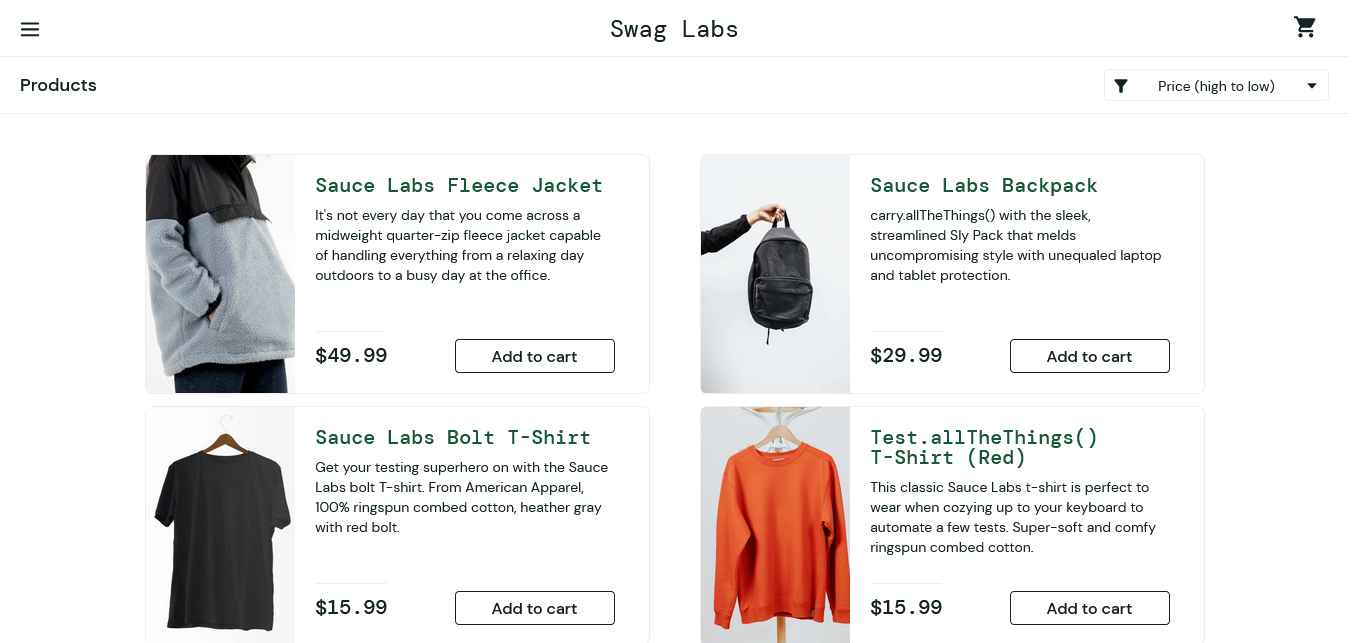 Swag Labs
Products
Price (high to low)
Sauce Labs Fleece Jacket
It's not every day that you come across a
midweight quarter-zip fleece jacket capable
of handling everything from a relaxing day
outdoors to a busy day at the office.
$49.99
Add to cart
Sauce Labs Backpack
carry.allTheThings() with the sleek,
streamlined Sly Pack that melds
uncompromising style with unequaled laptop
and tablet protection.
$29.99
Add to cart
Sauce Labs Bolt T-Shirt
Get your testing superhero on with the Sauce
Labs bolt T-shirt. From American Apparel,
100% ringspun combed cotton, heather gray
with red bolt.
$15.99
Add to cart
Test.allTheThings()
T-Shirt (Red)
This classic Sauce Labs t-shirt is perfect to
wear when cozying up to your keyboard to
automate a few tests. Super-soft and comfy
ringspun combed cotton.
$15.99
Add to cart